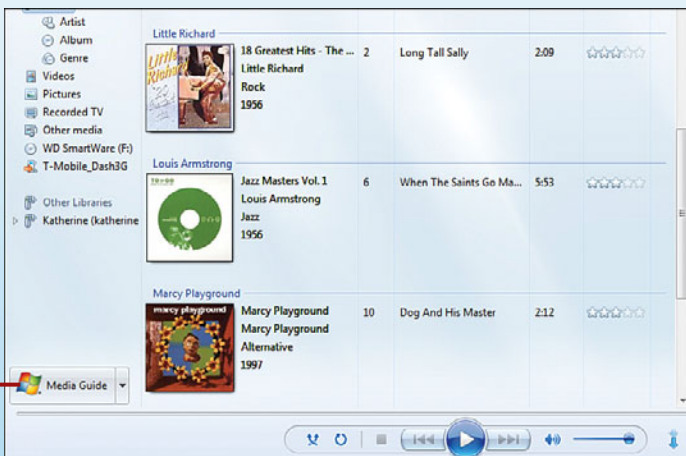 Artist
Album
Genre
Videos
Pictures
Recorded TV
Other media
WD SmartWare (F:)
T-Mobile_Dash3G
Other Libraries
Katherine (katherine
Media Guide
Little Richard
18 Greatest Hits - The ... 2 Long Tall Sally 2:09
Little Richard
Rock
1956
Louis Armstrong
Jazz Masters Vol. 1 6 When The Saints Go Ma... 5:53
Louis Armstrong
Jazz
1956
Marcy Playground
marcy playground
Marcy Playground 10 Dog And His Master 2:12
Marcy Playground
Alternative
1997